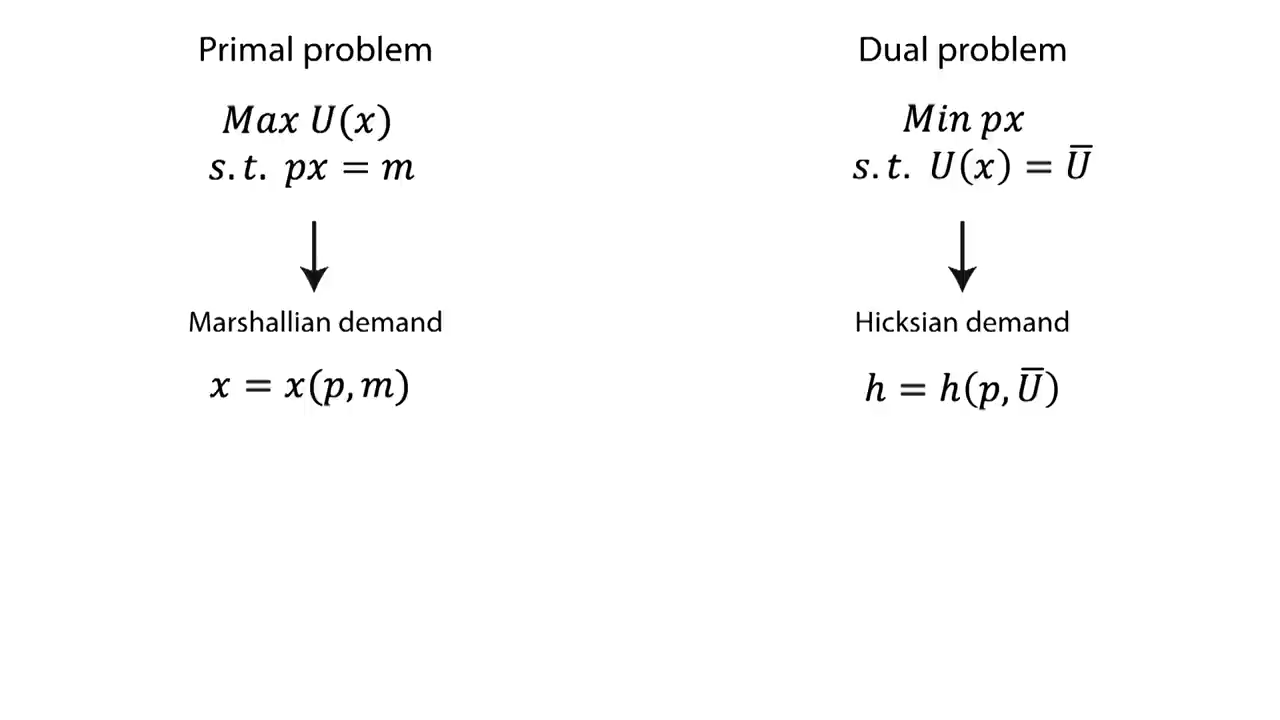 Primal problem
Max U(x)
s.t. px = m
Marshallian demand
x = x(p, m)
Dual problem
Min px
s.t. U(x) = U̅
Hicksian demand
h = h(p, U̅)